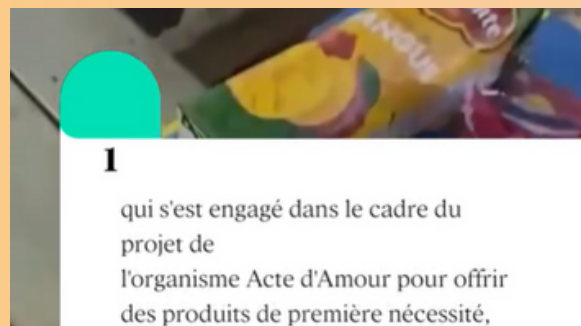 ANGUS
1
qui s'est engagé dans le cadre du
projet de
l'organisme Acte d'Amour pour offrir
des produits de première nécessité,